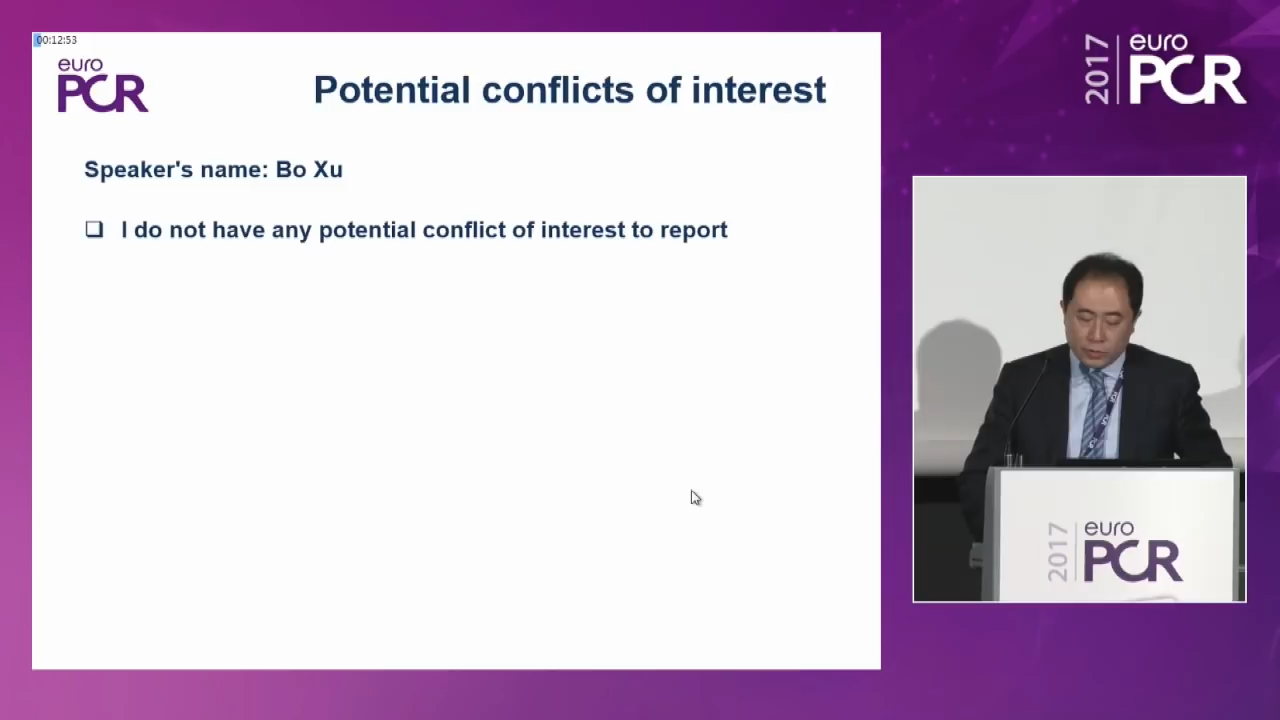 00:12:53
euro
PCR
Potential conflicts of interest
Speaker's name: Bo Xu
❑ I do not have any potential conflict of interest to report
2017
euro
PCR
2017
euro
PCR